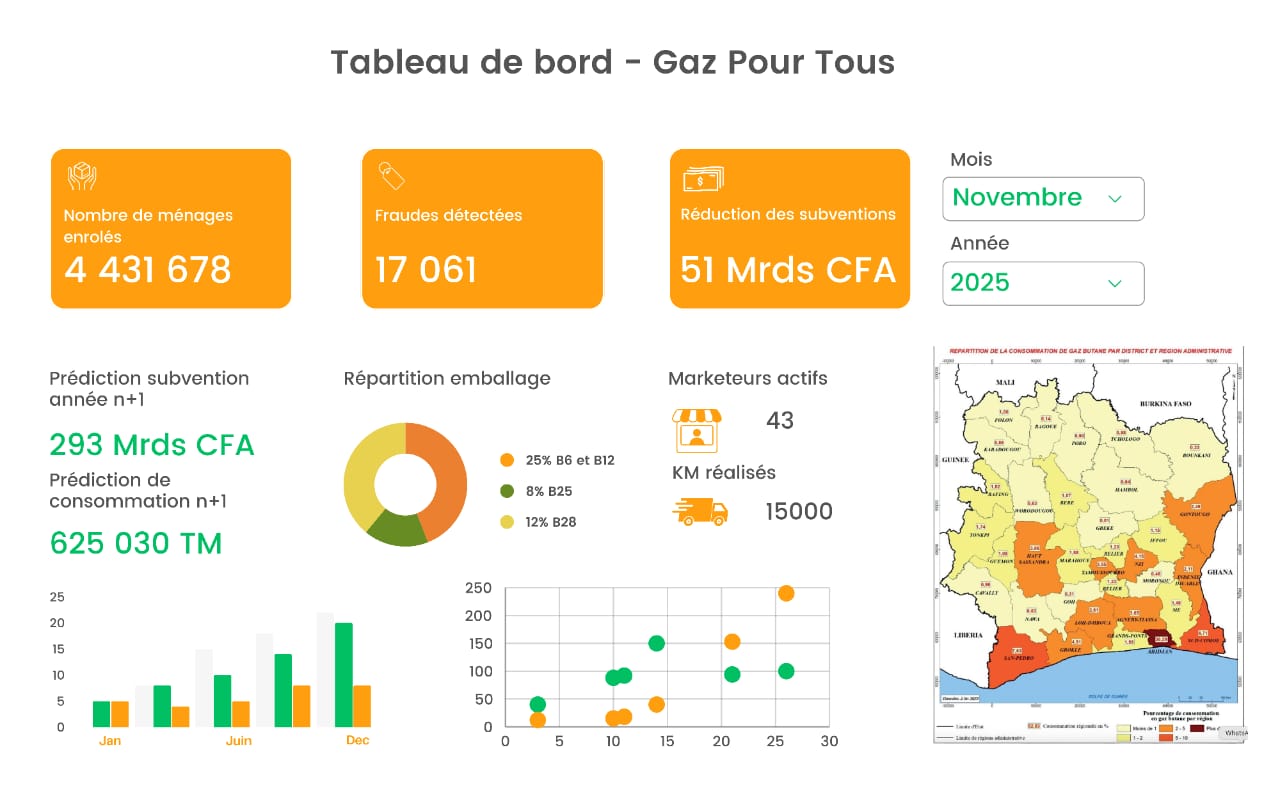 Tableau de bord - Gaz Pour Tous
Nombre de ménages
enrolés
4 431 678
Fraudes détectées
17 061
Réduction des subventions
51 Mrds CFA
Mois
Novembre
Année
2025
Prédiction subvention
année n+1
293 Mrds CFA
Prédiction de
consommation n+1
625 030 TM
Répartition emballage
25% B6 et B12
8% B25
12% B28
Marketeurs actifs
43
KM réalisés
15000
25
20
15
10
5
0
Jan
Juin
Dec
250
200
150
100
50
0
0
5
10
15
20
25
30
REPARTITION DE LA CONSOMMATION DE GAZ BUTANE PAR DISTRICT ET REGION ADMINISTRATIVE
MALI
BURKINA FASO
FOLON
BAGOUE
PORO
TCHOLOGO
KABADOUGOU
BOUNKANI
GUINEE
BAFING
WORODOUGOU
BERE
HAMBOL
GONTOUGO
GBEKE
TONKPI
IFFOU
GUEMON
HAUT
SASSANDRA
MARAHOUE
BELIER
N'ZI
YAMOUSSOUKRO
MORONOU
GHANA
CAVALLY
BELIER
GOH
NAWA
LOH-DJIBOUA
AGNEBY-TIASSA
ME
LIBERIA
SAN-PEDRO
GBOKLE
GRANDS-PONTS
ABIDJAN
SUD-COMOE
GOLFE DE GUINEE
Pourcentage de consommation
en gaz butane par région
Limite d'Etat
Consommation régionale en %
Moins de 1
2 - 5
Plus
Limite de régions administrative
1 - 2
5 - 10
WhatsA